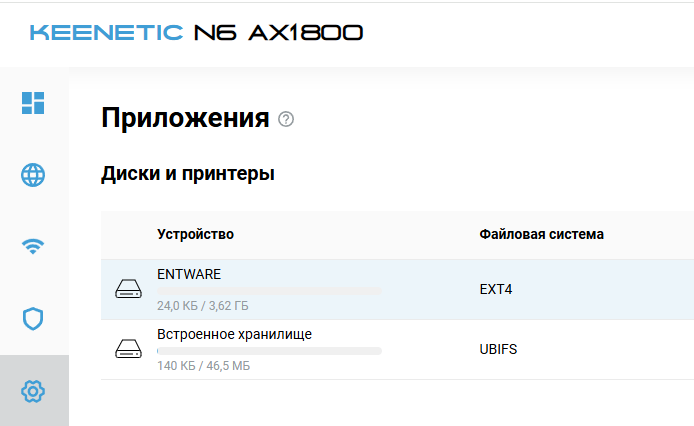 KEENETIC N6 AX1800
Приложения
Диски и принтеры
Устройство Файловая система
ENTWARE
24,0 КБ / 3,62 ГБ
EXT4
Встроенное хранилище
140 КБ / 46,5 МБ
UBIFS